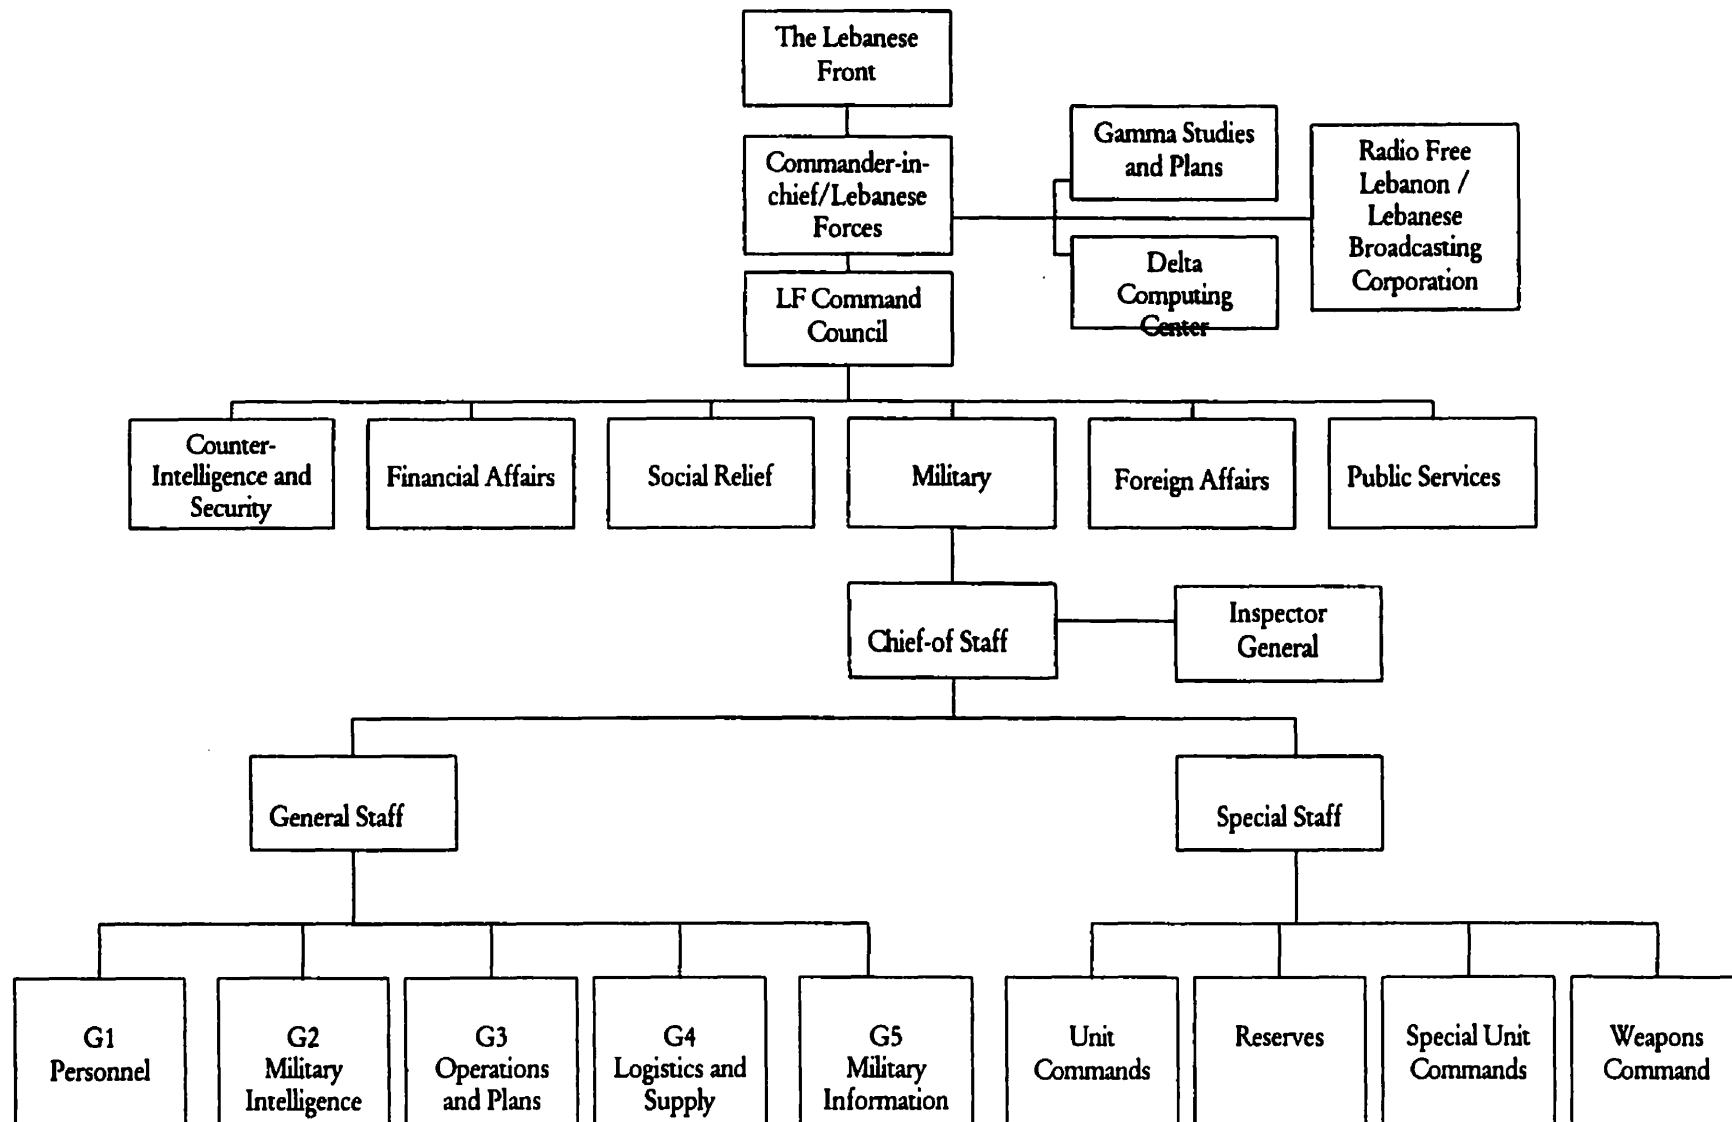 The Lebanese
Front
Commander-in-
chief/Lebanese
Forces
Gamma Studies
and Plans
Radio Free
Lebanon /
Lebanese
Broadcasting
Corporation
Delta
Computing
Center
LF Command
Council
Counter-
Intelligence and
Security
Financial Affairs
Social Relief
Military
Foreign Affairs
Public Services
Chief-of Staff
Inspector
General
General Staff
Special Staff
G1
Personnel
G2
Military
Intelligence
G3
Operations
and Plans
G4
Logistics and
Supply
G5
Military
Information
Unit
Commands
Reserves
Special Unit
Commands
Weapons
Command